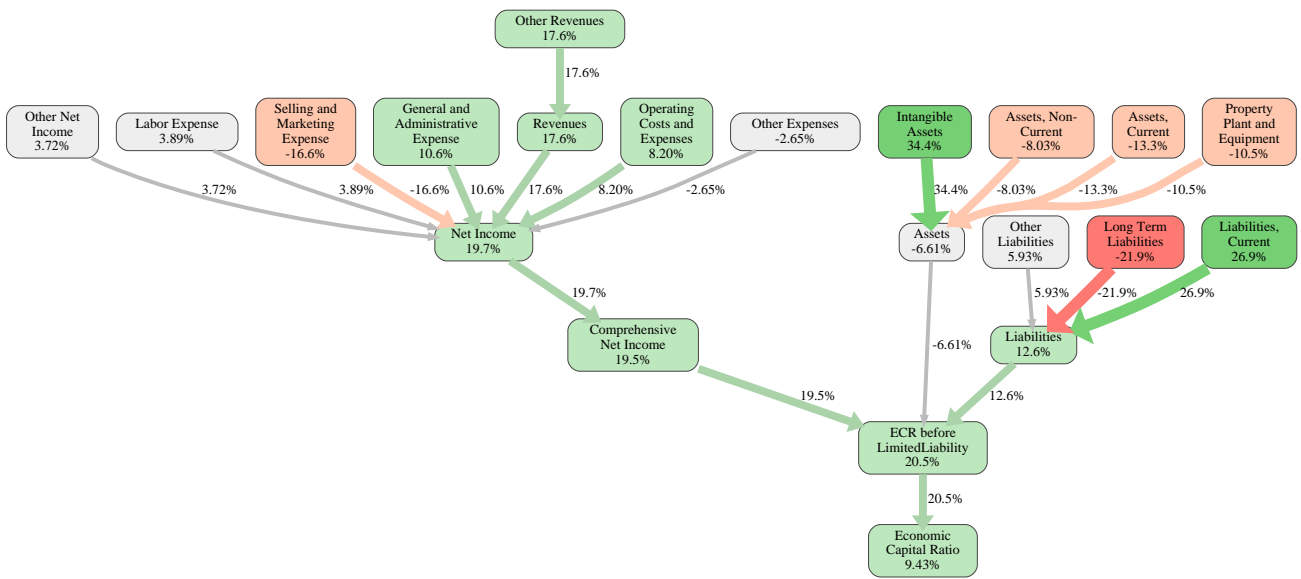 Other Revenues
17.6%
17.6%
Other Net
Income
3.72%
Labor Expense
3.89%
Selling and
Marketing
Expense
-16.6%
General and
Administrative
Expense
10.6%
Revenues
17.6%
Operating
Costs and
Expenses
8.20%
Other Expenses
-2.65%
Intangible
Assets
34.4%
Assets, Non-
Current
-8.03%
Assets,
Current
-13.3%
Property
Plant and
Equipment
-10.5%
3.72%
3.89%
-16.6%
10.6%
17.6%
8.20%
-2.65%
34.4%
-8.03%
-13.3%
-10.5%
Net Income
19.7%
Assets
-6.61%
Other
Liabilities
5.93%
Long Term
Liabilities
-21.9%
Liabilities,
Current
26.9%
19.7%
5.93%
-21.9%
26.9%
Comprehensive
Net Income
19.5%
-6.61%
Liabilities
12.6%
19.5%
12.6%
ECR before
LimitedLiability
20.5%
20.5%
Economic
Capital Ratio
9.43%